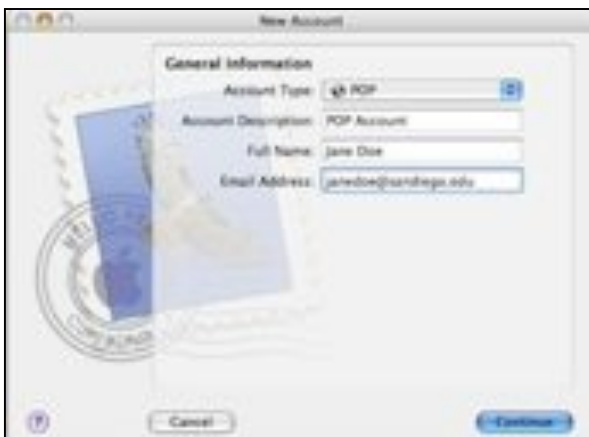 New Account
General Information
Account Type: POP
Account Description: POP Account
Full Name: Jane Doe
Email Address: janedoe@sandiego.edu
?
Cancel
Continue